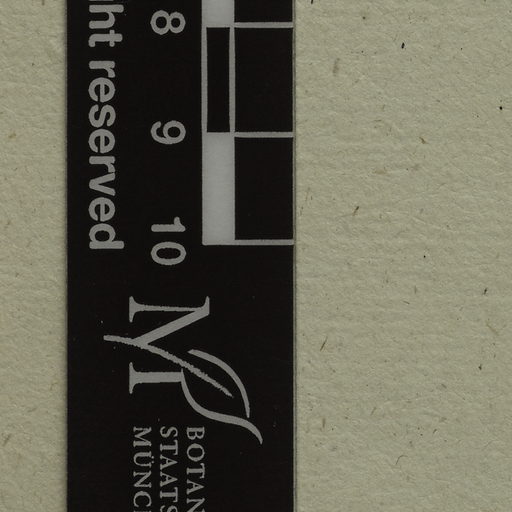 ght reserved
8
9
10
M
BOTAN
STAATS
MÜNC